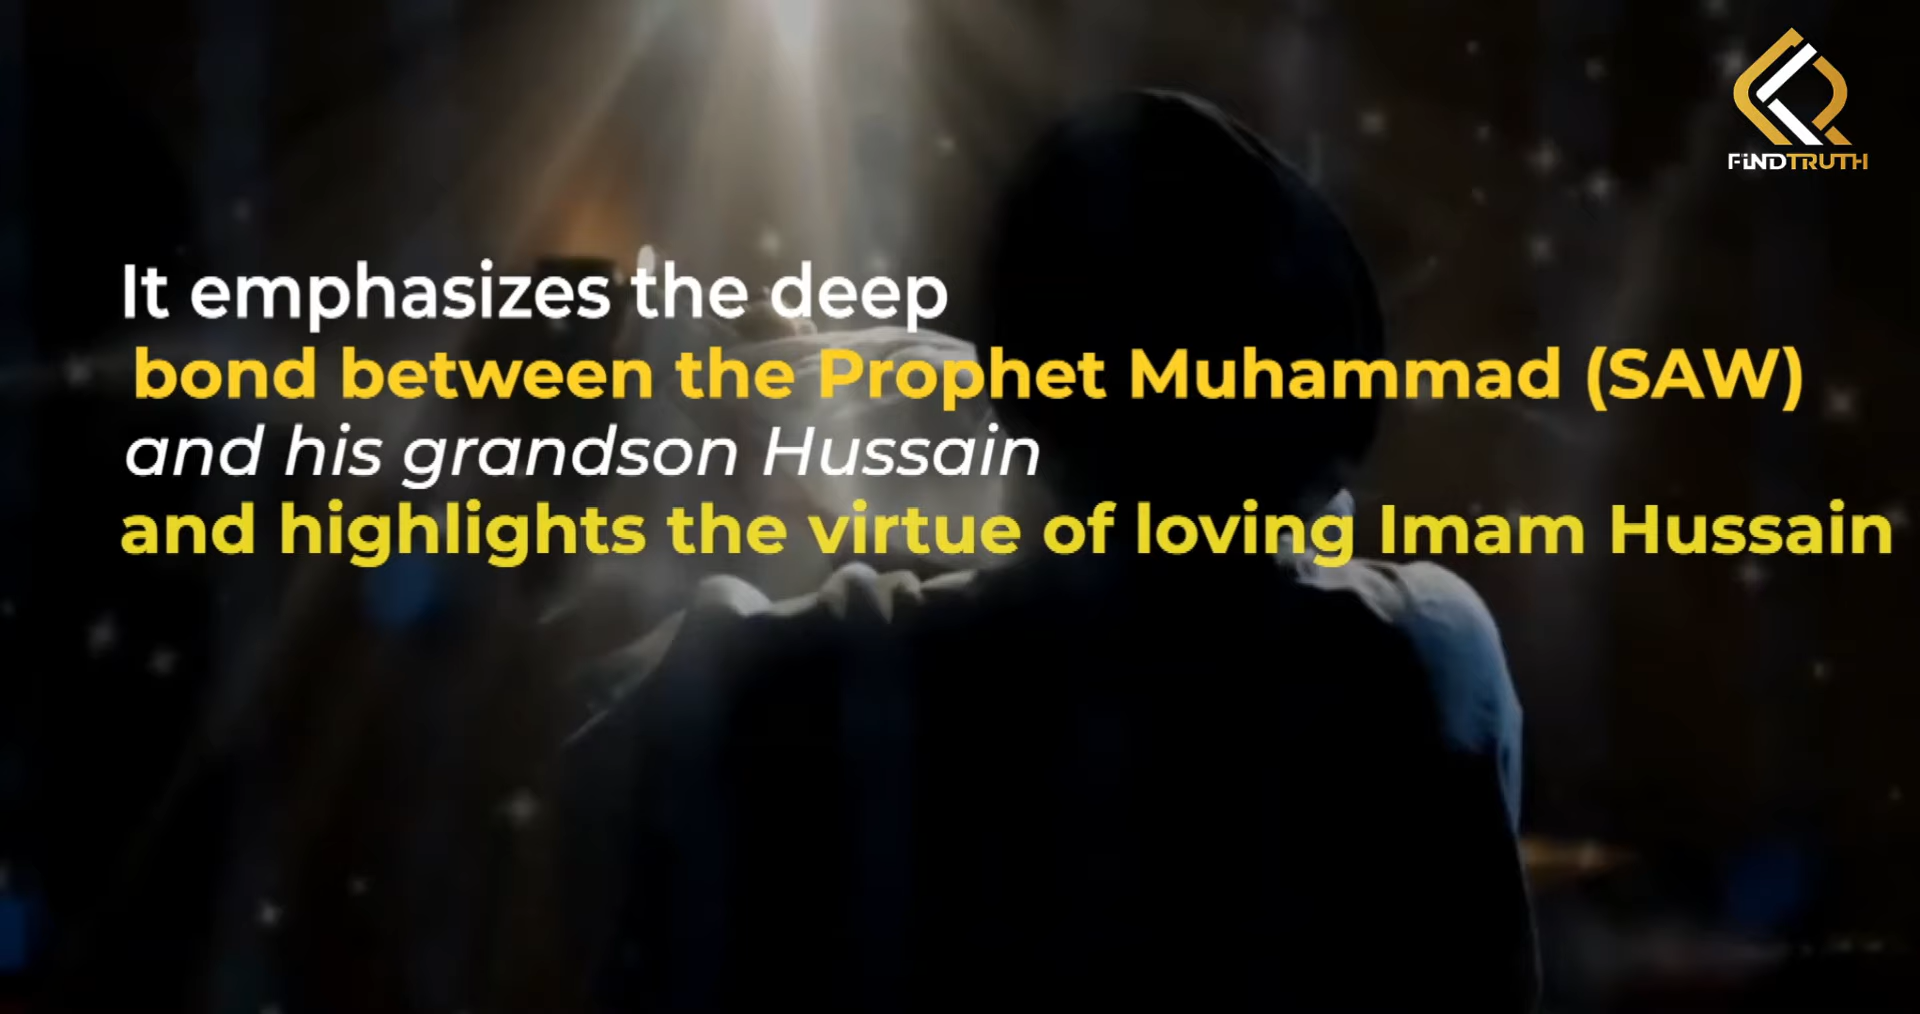 FiNDTRUTH
It emphasizes the deep
bond between the Prophet Muhammad (SAW)
and his grandson Hussain
and highlights the virtue of loving Imam Hussain